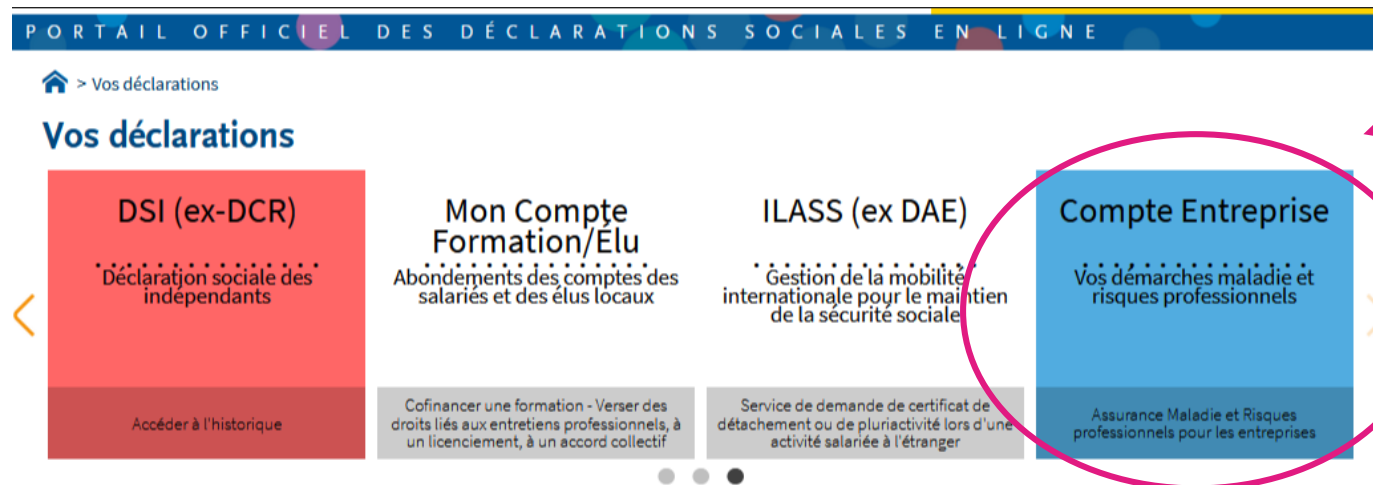 PORTAIL OFFICIEL DES DÉCLARATIONS SOCIALES EN LIGNE
> Vos déclarations
Vos déclarations
DSI (ex-DCR)
Déclaration sociale des
indépendants
Accéder à l'historique
Mon Compte
Formation/Élu
Abondements des comptes des
salariés et des élus locaux
Cofinancer une formation - Verser des
droits liés aux entretiens professionnels, à
un licenciement, à un accord collectif
ILASS (ex DAE)
Gestion de la mobilité
internationale pour le maintien
de la sécurité sociale
Service de demande de certificat de
détachement ou de pluriactivité lors d'une
activité salariée à l'étranger
Compte Entreprise
Vos démarches maladie et
risques professionnels
Assurance Maladie et Risques
professionnels pour les entreprises